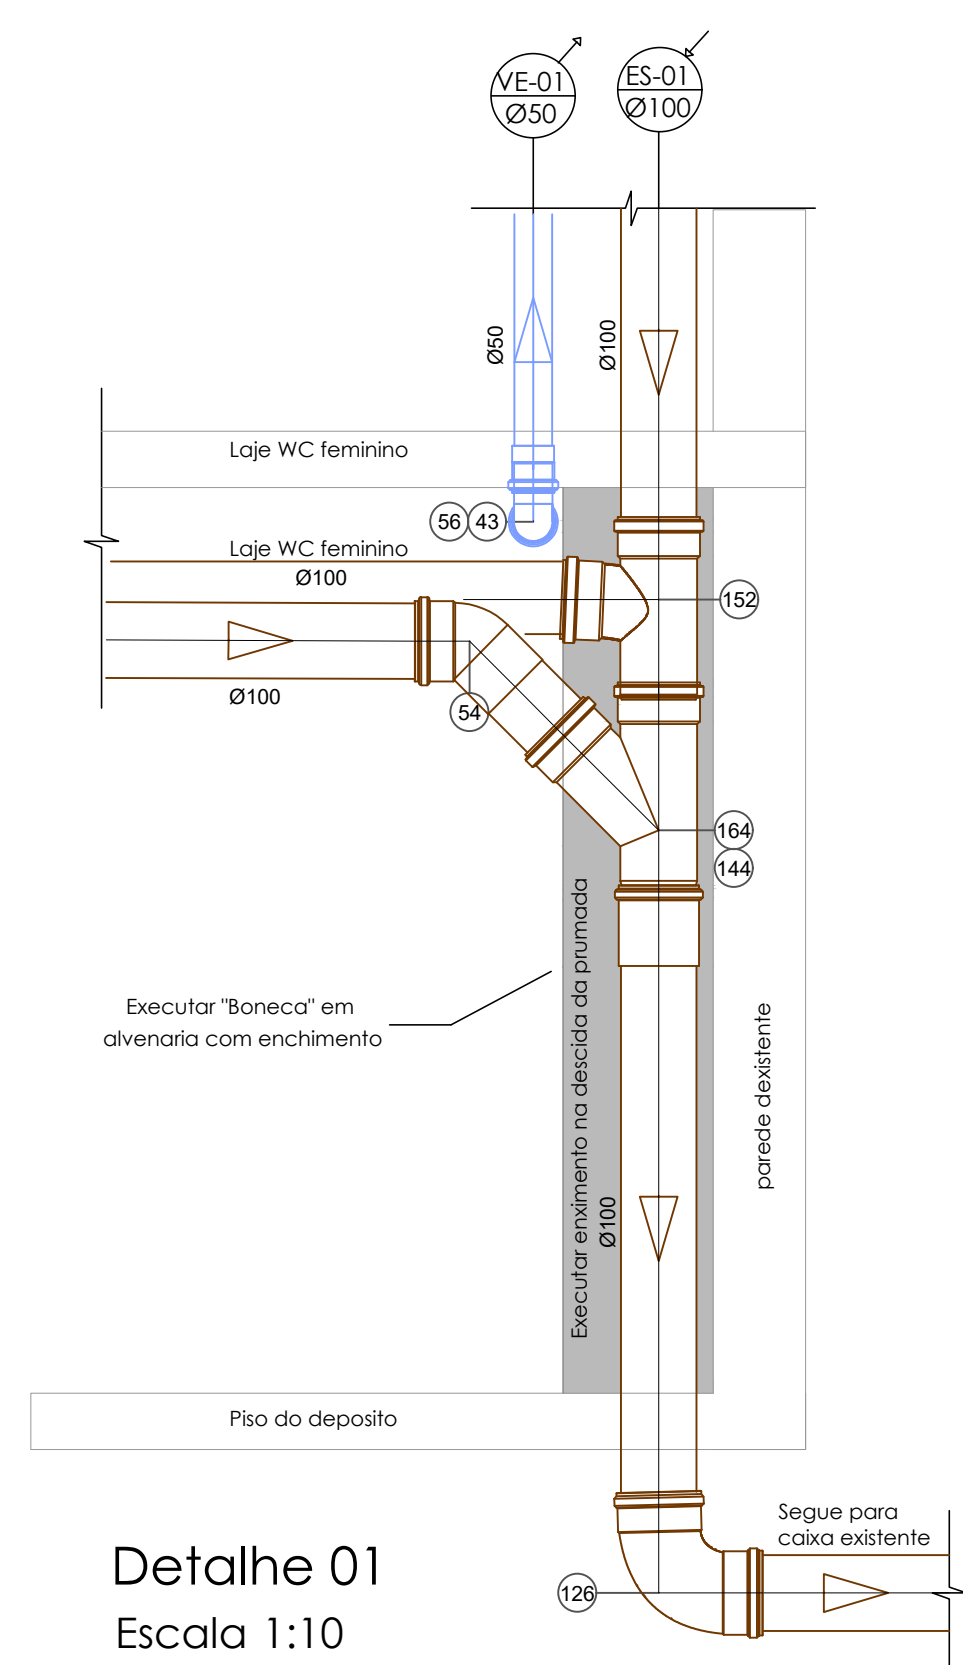 VE-01
Ø50
ES-01
Ø100
Ø50
Ø100
Laje WC feminino
56
43
Laje WC feminino
Ø100
152
Ø100
54
164
144
Executar "Boneca" em
alvenaria com enchimento
Executar enximento na descida da prumada
Ø100
parede dexistente
Piso do deposito
Segue para
caixa existente
126
Detalhe 01
Escala 1:10